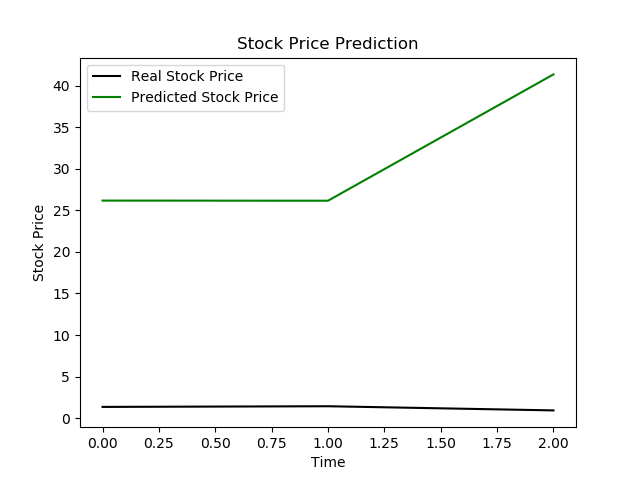 Stock Price Prediction
Real Stock Price
Predicted Stock Price
Stock Price
40
35
30
25
20
15
10
5
0
0.00 0.25 0.50 0.75 1.00 1.25 1.50 1.75 2.00
Time